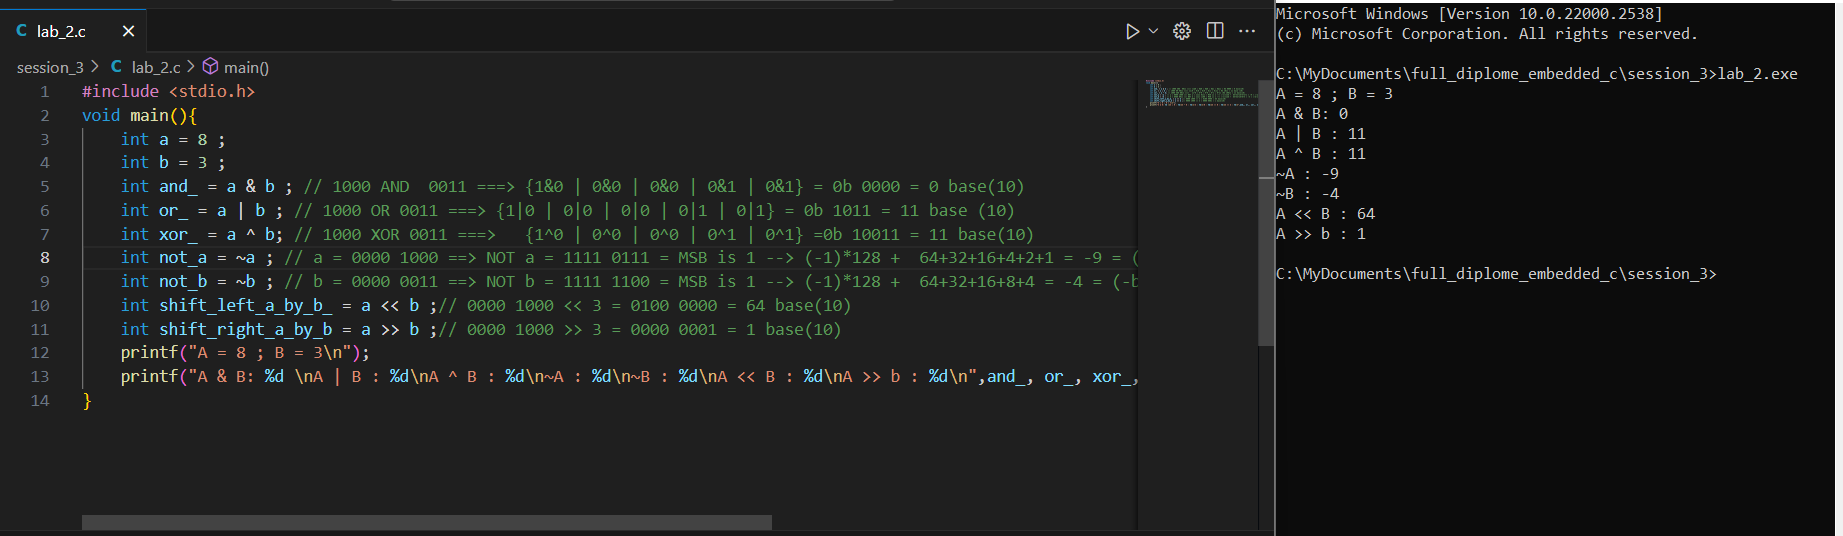 lab_2.c
session_3 > C lab_2.c > main()
1 #include <stdio.h>
2 void main(){
3 int a = 8 ;
4 int b = 3 ;
5 int and_ = a & b ; // 1000 AND  0011 ===> {1&0 | 0&0 | 0&0 | 0&1 | 0&1} = 0b 0000 = 0 base(10)
6 int or_ = a | b ; // 1000 OR 0011 ===> {1|0 | 0|0 | 0|0 | 0|1 | 0|1} = 0b 1011 = 11 base (10)
7 int xor_ = a ^ b; // 1000 XOR 0011 ===>   {1^0 | 0^0 | 0^0 | 0^1 | 0^1} =0b 10011 = 11 base(10)
8 int not_a = ~a ; // a = 0000 1000 ==> NOT a = 1111 0111 = MSB is 1 --> (-1)*128 +  64+32+16+4+2+1 = -9 = (
9 int not_b = ~b ; // b = 0000 0011 ==> NOT b = 1111 1100 = MSB is 1 --> (-1)*128 +  64+32+16+8+4 = -4 = (-b
10 int shift_left_a_by_b_ = a << b ;// 0000 1000 << 3 = 0100 0000 = 64 base(10)
11 int shift_right_a_by_b = a >> b ;// 0000 1000 >> 3 = 0000 0001 = 1 base(10)
12 printf("A = 8 ; B = 3\n");
13 printf("A & B: %d \nA | B : %d\nA ^ B : %d\n~A : %d\n~B : %d\nA << B : %d\nA >> b : %d\n",and_, or_, xor_,
14 }
Microsoft Windows [Version 10.0.22000.2538]
(c) Microsoft Corporation. All rights reserved.
C:\MyDocuments\full_diplome_embedded_c\session_3>lab_2.exe
A = 8 ; B = 3
A & B: 0
A | B : 11
A ^ B : 11
~A : -9
~B : -4
A << B : 64
A >> b : 1
C:\MyDocuments\full_diplome_embedded_c\session_3>